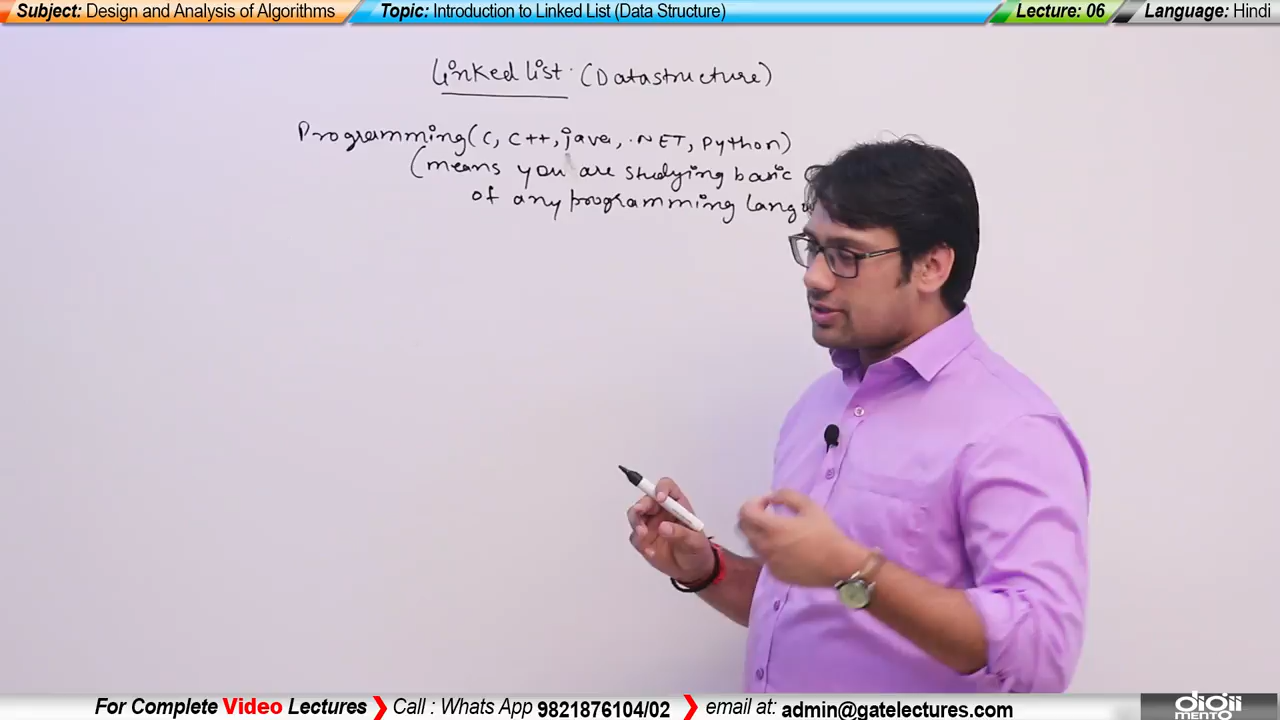 Subject: Design and Analysis of Algorithms Topic: Introduction to Linked List (Data Structure) Lecture: 06 Language: Hindi
Linked list (Datastructure)
Programming(C, C++, java, .NET, Python)
(means you are studying basic
of any programming
For Complete Video Lectures Call : Whats App 9821876104/02 email at: admin@gatelectures.com
digii
MENTO